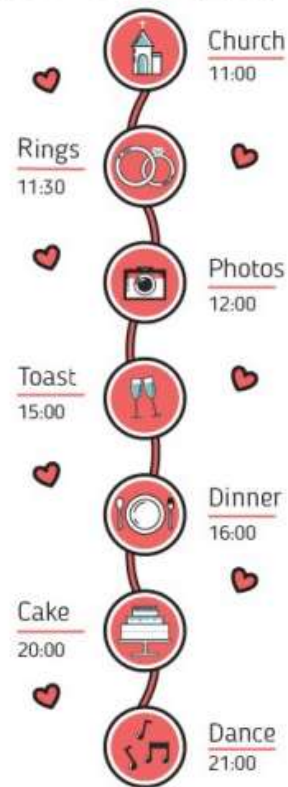 Church
11:00
Rings
11:30
Photos
12:00
Toast
15:00
Dinner
16:00
Cake
20:00
Dance
21:00